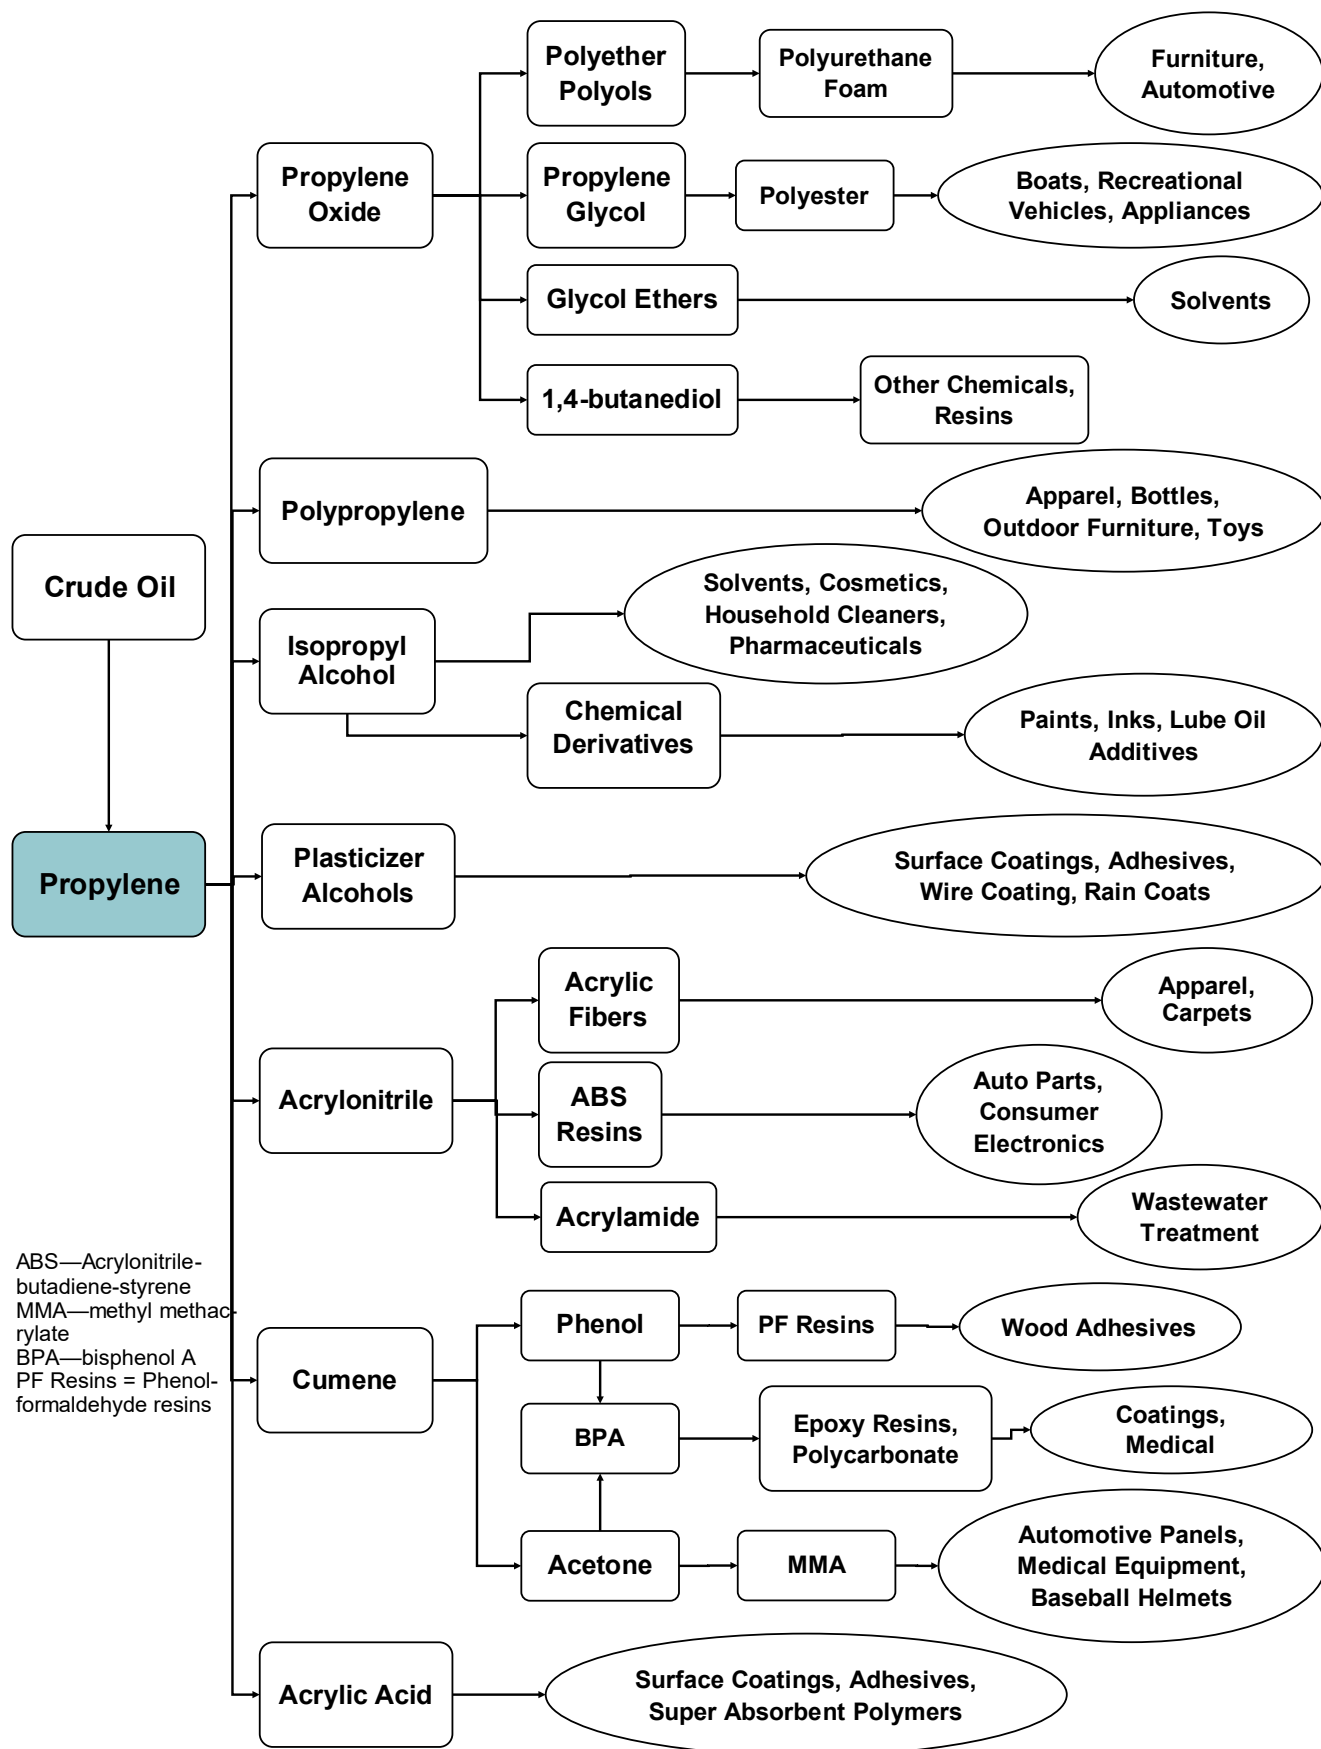 Polyether
Polyols
Polyurethane
Foam
Furniture,
Automotive
Propylene
Oxide
Propylene
Glycol
Polyester
Boats, Recreational
Vehicles, Appliances
Glycol Ethers
Solvents
1,4-butanediol
Other Chemicals,
Resins
Polypropylene
Apparel, Bottles,
Outdoor Furniture, Toys
Crude Oil
Isopropyl
Alcohol
Solvents, Cosmetics,
Household Cleaners,
Pharmaceuticals
Chemical
Derivatives
Paints, Inks, Lube Oil
Additives
Propylene
Plasticizer
Alcohols
Surface Coatings, Adhesives,
Wire Coating, Rain Coats
Acrylonitrile
Acrylic
Fibers
Apparel,
Carpets
ABS
Resins
Auto Parts,
Consumer
Electronics
Acrylamide
Wastewater
Treatment
ABS—Acrylonitrile-
butadiene-styrene
MMA—methyl methac-
rylate
BPA—bisphenol A
PF Resins = Phenol-
formaldehyde resins
Cumene
Phenol
PF Resins
Wood Adhesives
BPA
Epoxy Resins,
Polycarbonate
Coatings,
Medical
Acetone
MMA
Automotive Panels,
Medical Equipment,
Baseball Helmets
Acrylic Acid
Surface Coatings, Adhesives,
Super Absorbent Polymers